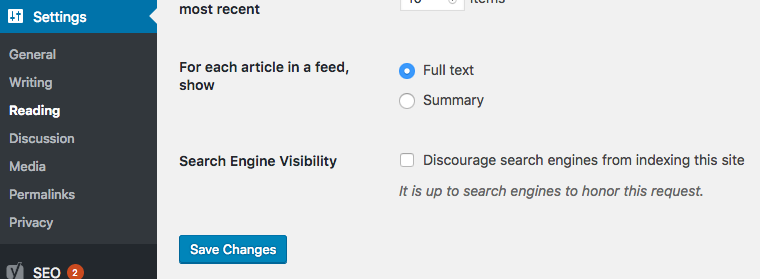 Settings
General
Writing
Reading
Discussion
Media
Permalinks
Privacy
SEO 2
most recent
items
For each article in a feed,
show
Full text
Summary
Search Engine Visibility
Discourage search engines from indexing this site
It is up to search engines to honor this request.
Save Changes